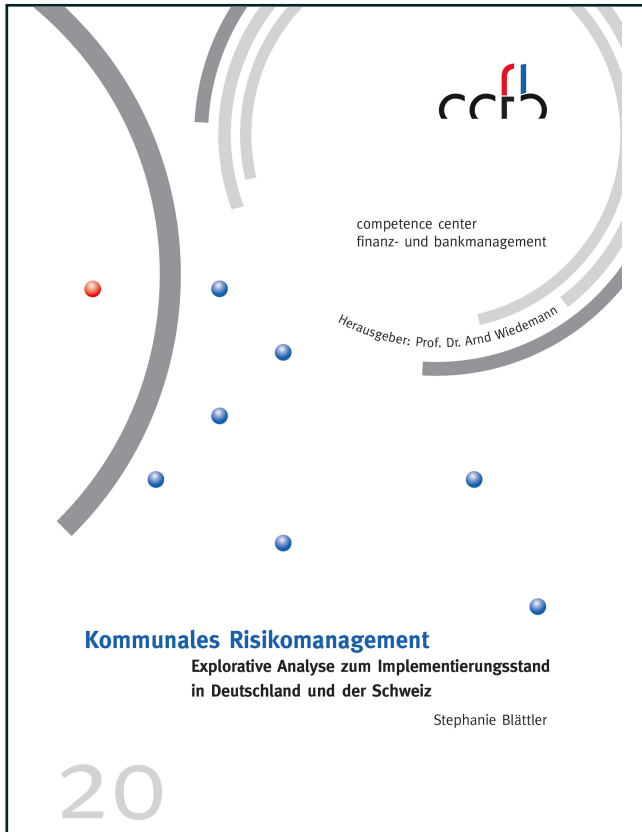 ccfb
competence center
finanz- und bankmanagement
Herausgeber: Prof. Dr. Arnd Wiedemann
Kommunales Risikomanagement
Explorative Analyse zum Implementierungsstand
in Deutschland und der Schweiz
Stephanie Blättler
20